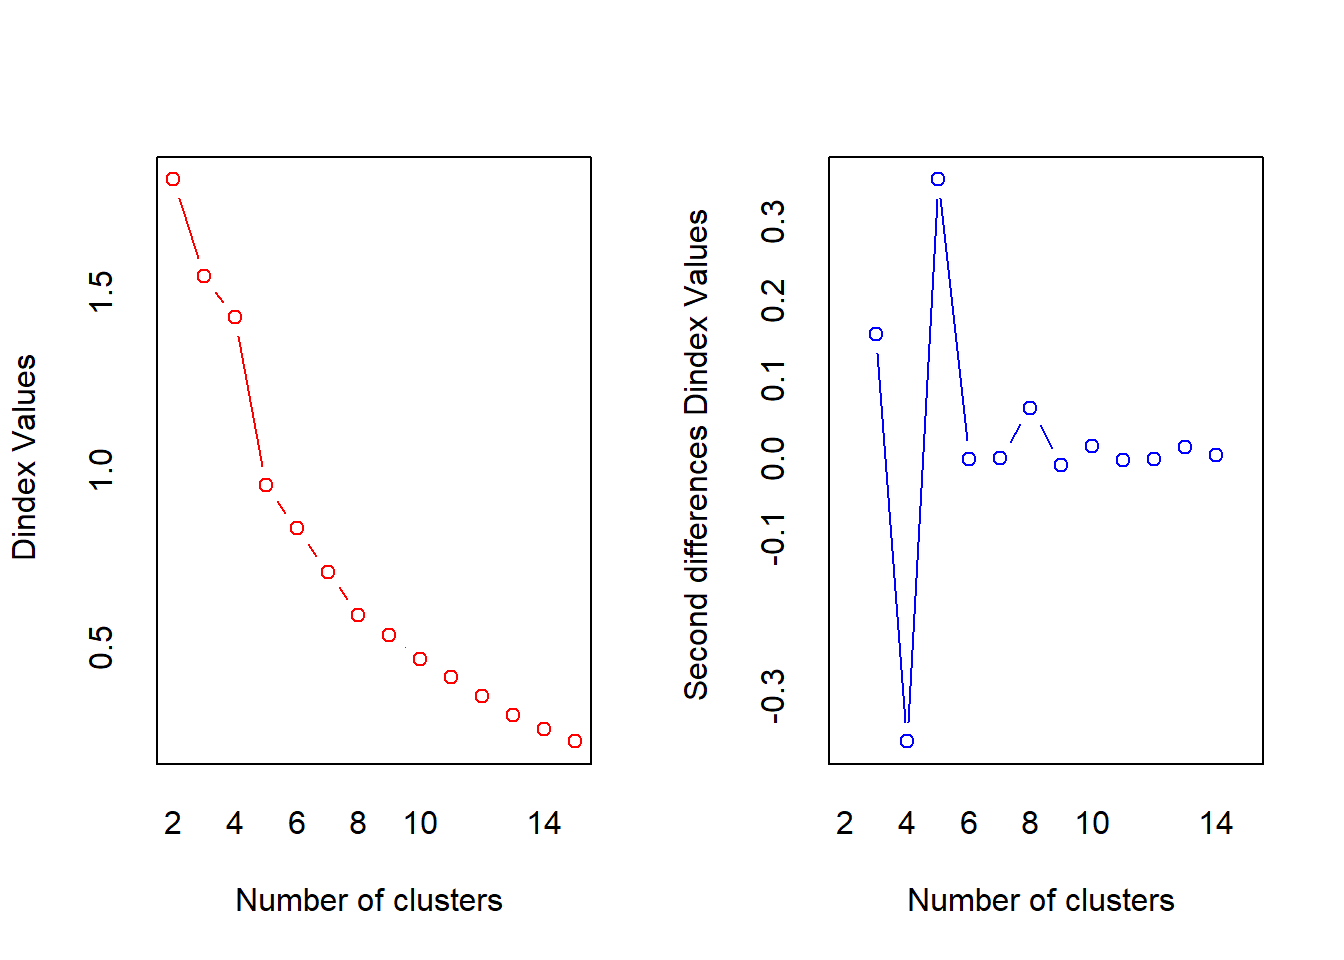 Dindex Values
1.5
1.0
0.5
2 4 6 8 10 14
Number of clusters
Second differences Dindex Values
0.3
0.2
0.1
0.0
-0.1
-0.3
2 4 6 8 10 14
Number of clusters